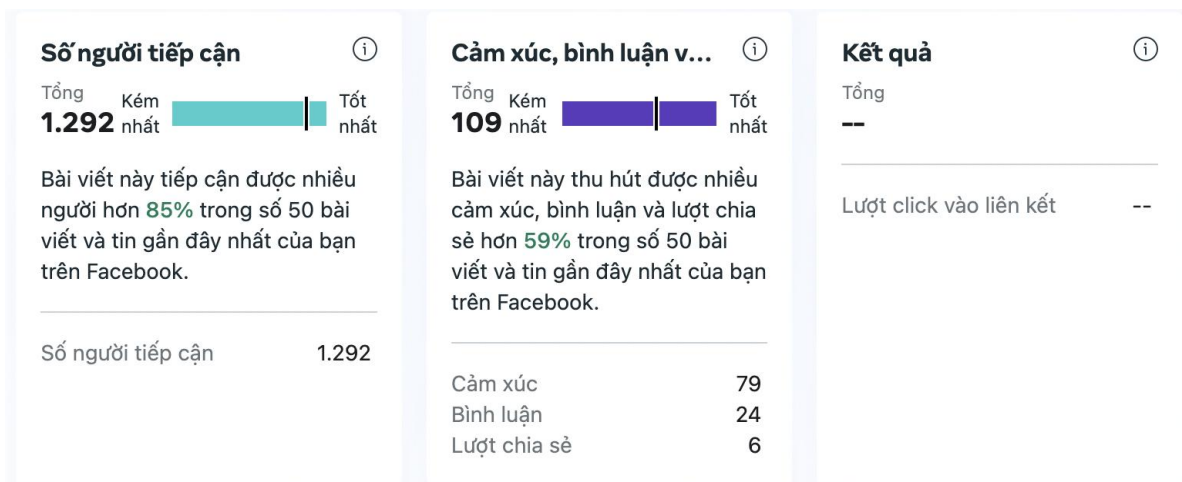 Số người tiếp cận
Tổng
1.292
Kém
nhất
Tốt
nhất
Bài viết này tiếp cận được nhiều
người hơn 85% trong số 50 bài
viết và tin gần đây nhất của bạn
trên Facebook.
Số người tiếp cận 1.292
Cảm xúc, bình luận v...
Tổng
109
Kém
nhất
Tốt
nhất
Bài viết này thu hút được nhiều
cảm xúc, bình luận và lượt chia
sẻ hơn 59% trong số 50 bài
viết và tin gần đây nhất của bạn
trên Facebook.
Cảm xúc 79
Bình luận 24
Lượt chia sẻ 6
Kết quả
Tổng
--
Lượt click vào liên kết --